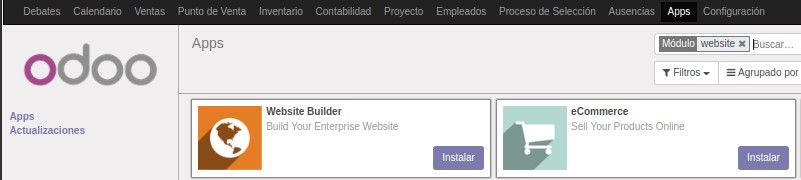 Debates Calendario Ventas Punto de Venta Inventario Contabilidad Proyecto Empleados Proceso de Selección Ausencias Apps Configuración
odoo
Apps
Actualizaciones
Apps
Módulo website × Buscar...
Filtros Agrupado por
Website Builder
Build Your Enterprise Website
Instalar
eCommerce
Sell Your Products Online
Instalar